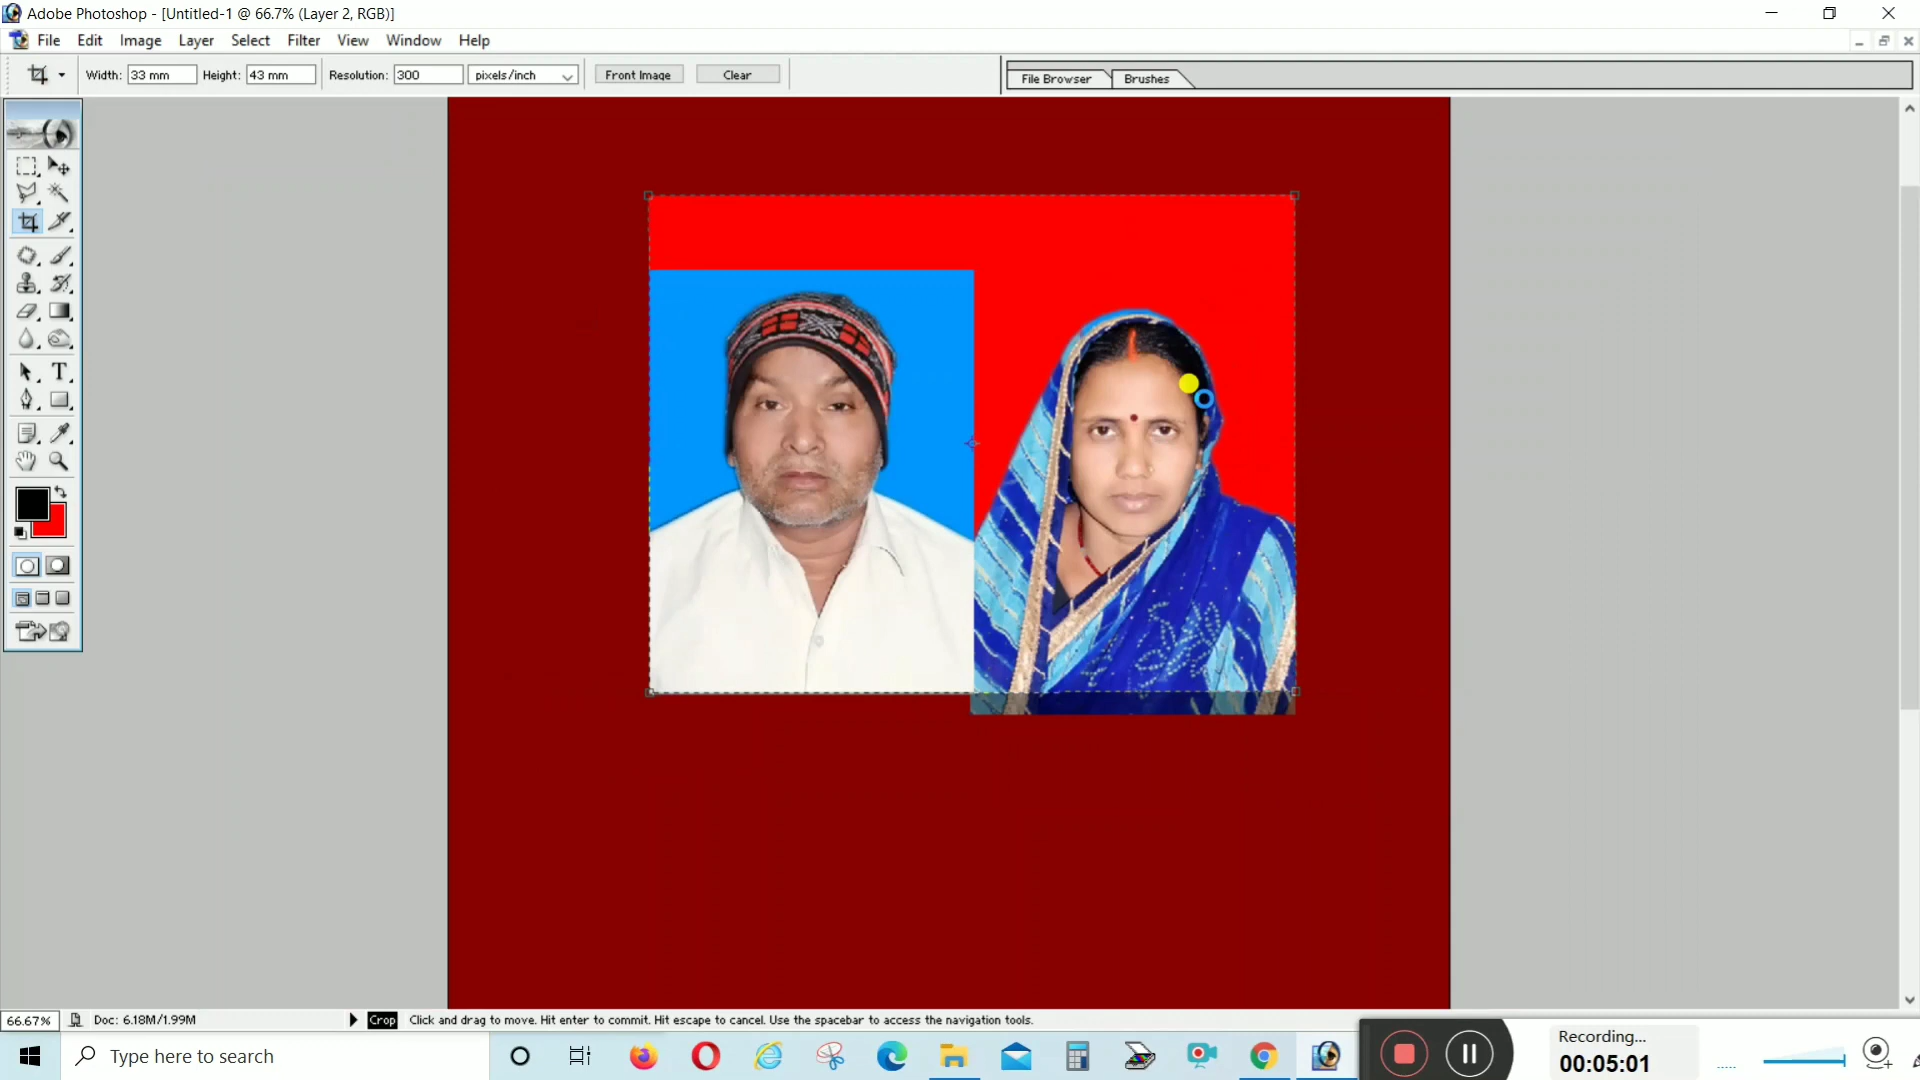 Adobe Photoshop - [Untitled-1 @ 66.7% (Layer 2, RGB)]
File Edit Image Layer Select Filter View Window Help
Width: 33 mm Height: 43 mm Resolution: 300 pixels/inch Front Image Clear File Browser Brushes
T
66.67% Doc: 6.18M/1.99M Crop Click and drag to move. Hit enter to commit. Hit escape to cancel. Use the spacebar to access the navigation tools.
Type here to search
Recording...
00:05:01